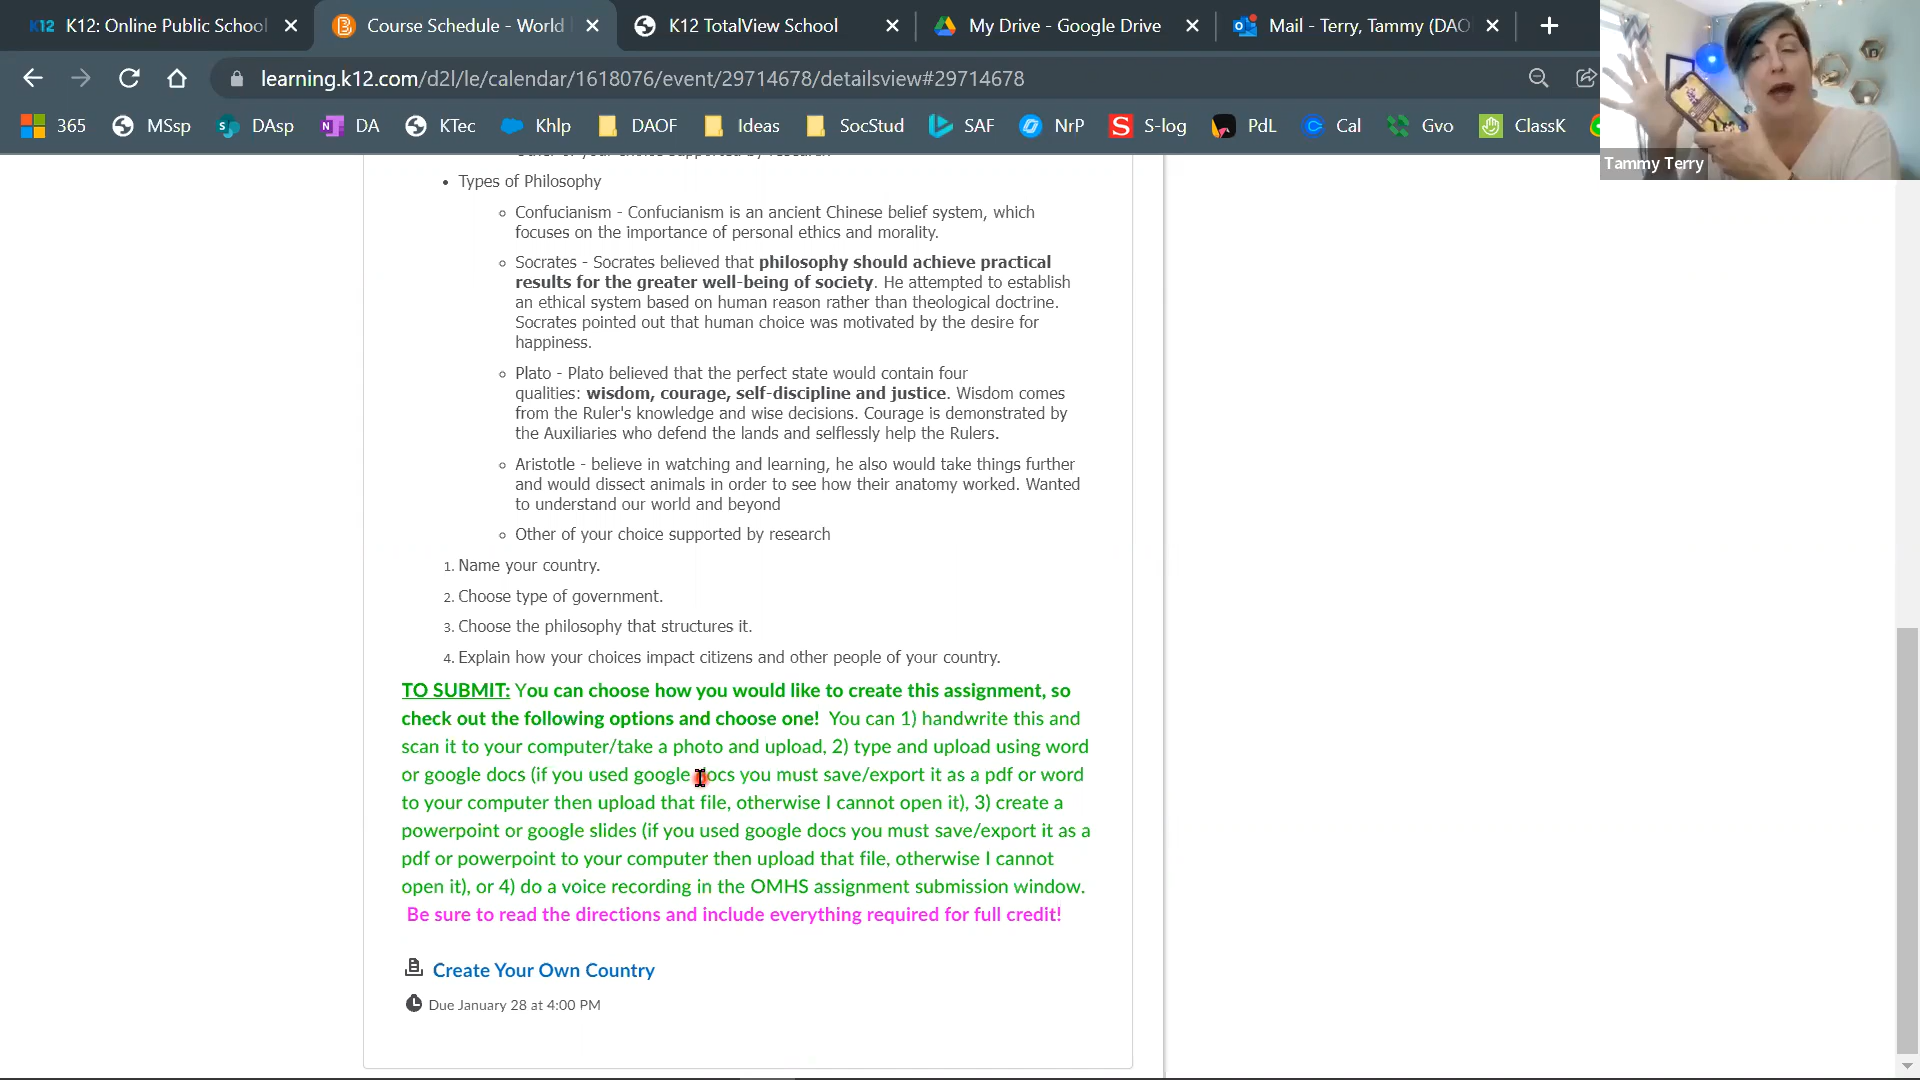 K12 K12: Online Public School
Course Schedule - World
K12 TotalView School
My Drive - Google Drive
Mail - Terry, Tammy (DAO
learning.k12.com/d2l/le/calendar/1618076/event/29714678/detailsview#29714678
365 MSsp DAsp DA KTec Khlp DAOF Ideas SocStud SAF NrP S-log PdL Cal Gvo ClassK
Tammy Terry
Other of your choice supported by research
• Types of Philosophy
Confucianism - Confucianism is an ancient Chinese belief system, which
focuses on the importance of personal ethics and morality.
Socrates - Socrates believed that philosophy should achieve practical
results for the greater well-being of society. He attempted to establish
an ethical system based on human reason rather than theological doctrine.
Socrates pointed out that human choice was motivated by the desire for
happiness.
Plato - Plato believed that the perfect state would contain four
qualities: wisdom, courage, self-discipline and justice. Wisdom comes
from the Ruler's knowledge and wise decisions. Courage is demonstrated by
the Auxiliaries who defend the lands and selflessly help the Rulers.
Aristotle - believe in watching and learning, he also would take things further
and would dissect animals in order to see how their anatomy worked. Wanted
to understand our world and beyond
Other of your choice supported by research
1. Name your country.
2. Choose type of government.
3. Choose the philosophy that structures it.
4. Explain how your choices impact citizens and other people of your country.
TO SUBMIT: You can choose how you would like to create this assignment, so
check out the following options and choose one! You can 1) handwrite this and
scan it to your computer/take a photo and upload, 2) type and upload using word
or google docs (if you used google docs you must save/export it as a pdf or word
to your computer then upload that file, otherwise I cannot open it), 3) create a
powerpoint or google slides (if you used google docs you must save/export it as a
pdf or powerpoint to your computer then upload that file, otherwise I cannot
open it), or 4) do a voice recording in the OMHS assignment submission window.
Be sure to read the directions and include everything required for full credit!
Create Your Own Country
Due January 28 at 4:00 PM